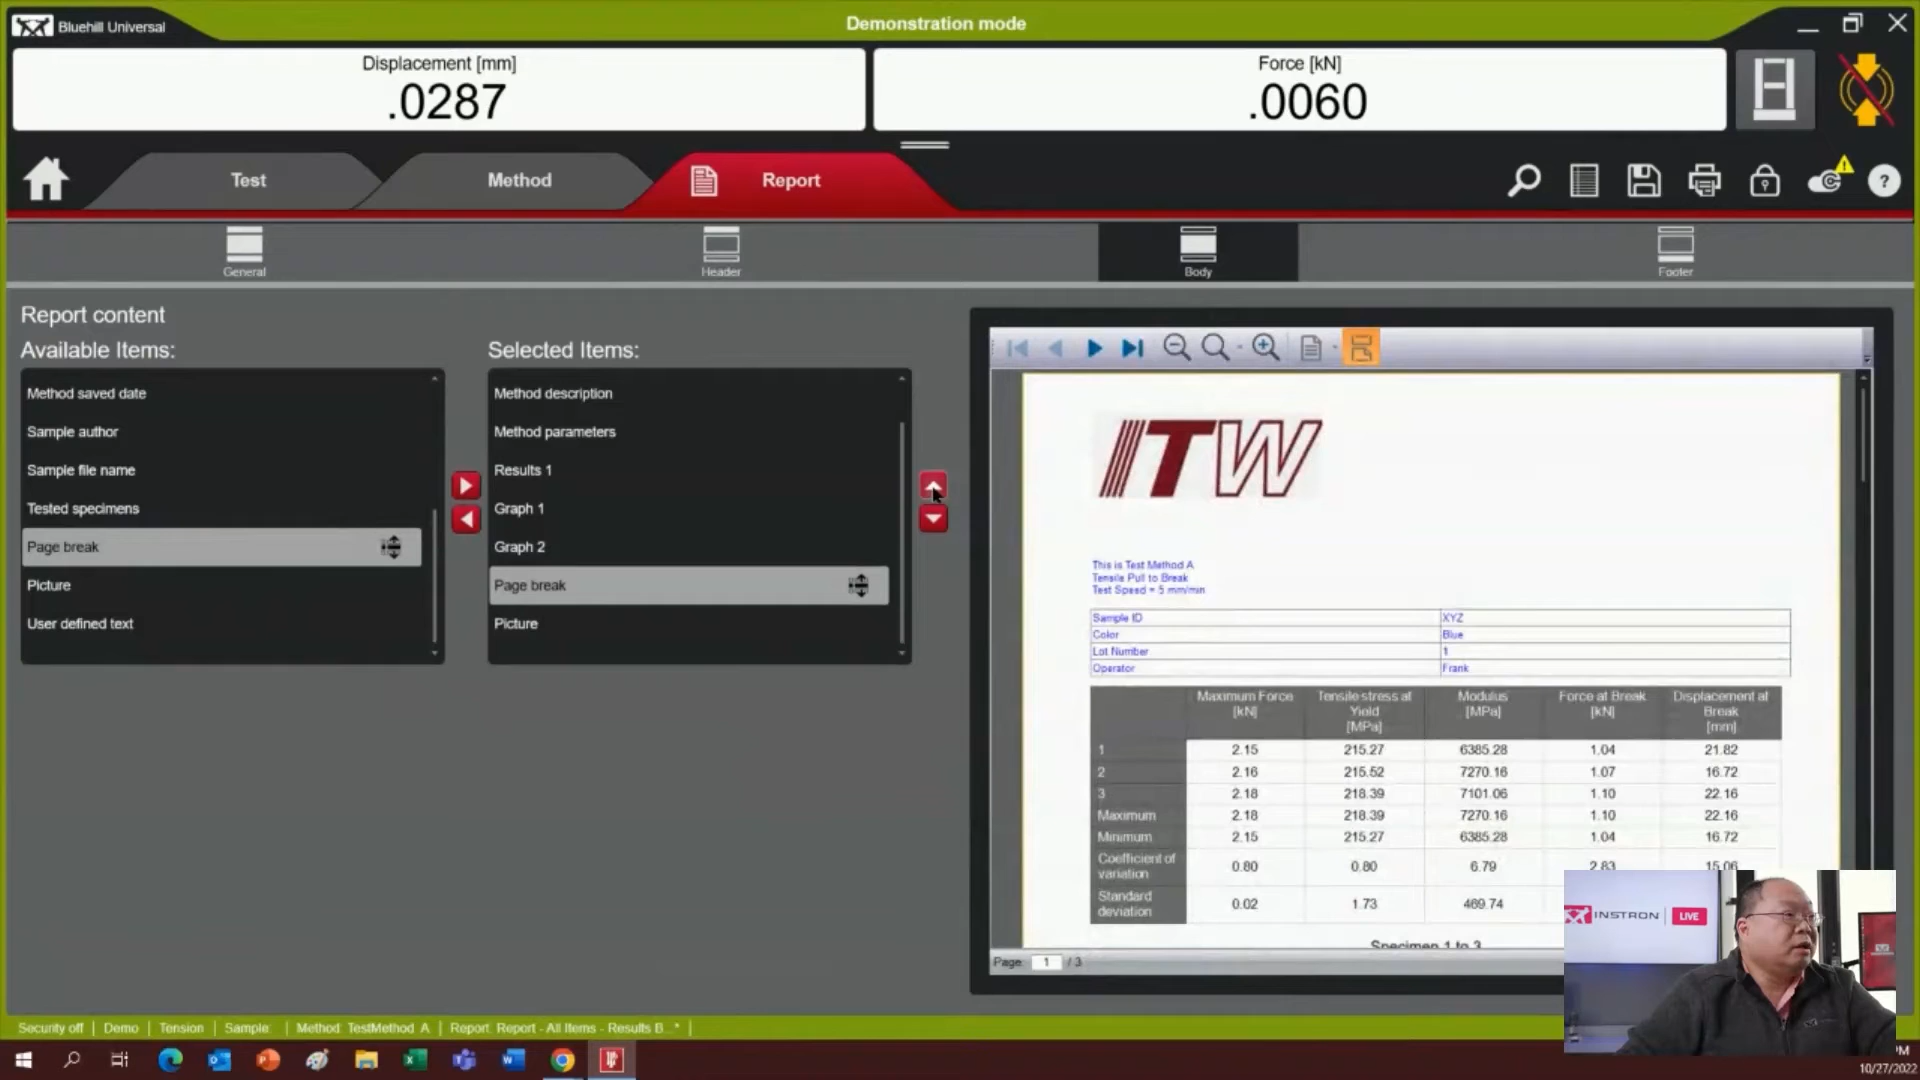 Bluehill Universal
Demonstration mode
Displacement [mm]
.0287
Force [kN]
.0060
Test
Method
Report
?
General
Header
Body
Footer
Report content
Available Items:
Method saved date
Sample author
Sample file name
Tested specimens
Page break
Picture
User defined text
Selected Items:
Method description
Method parameters
Results 1
Graph 1
Graph 2
Page break
Picture
ITW
This is Test Method A
Tensile Pull to Break
Test Speed = 5 mm/min
Sample ID XYZ
Color Blue
Lot Number 1
Operator Frank
Maximum Force [kN] Tensile stress at Yield [MPa] Modulus [MPa] Force at Break [kN] Displacement at Break [mm]
1 2.15 215.27 6385.28 1.04 21.82
2 2.16 215.52 7270.16 1.07 16.72
3 2.18 218.39 7101.06 1.10 22.16
Maximum 2.18 218.39 7270.16 1.10 22.16
Minimum 2.15 215.27 6385.28 1.04 16.72
Coefficient of variation 0.80 0.80 6.79 2.83 15.06
Standard deviation 0.02 1.73 469.74
Specimen 1 to 3
Page: 1 / 3
INSTRON LIVE
Security off | Demo | Tension | Sample | Method: TestMethod_A | Report: Report - All Items - Results B...* |
PM
10/27/2022